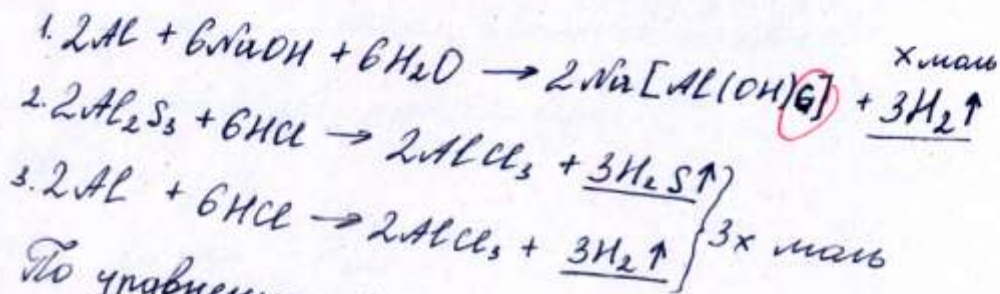 1. 2Al + 6NaOH + 6H₂O → 2Na[Al(OH)6] + 3H₂↑ x моль
2. 2Al₂S₃ + 6HCl → 2AlCl₃ + 3H₂S↑
3. 2Al + 6HCl → 2AlCl₃ + 3H₂↑ } 3x моль
По